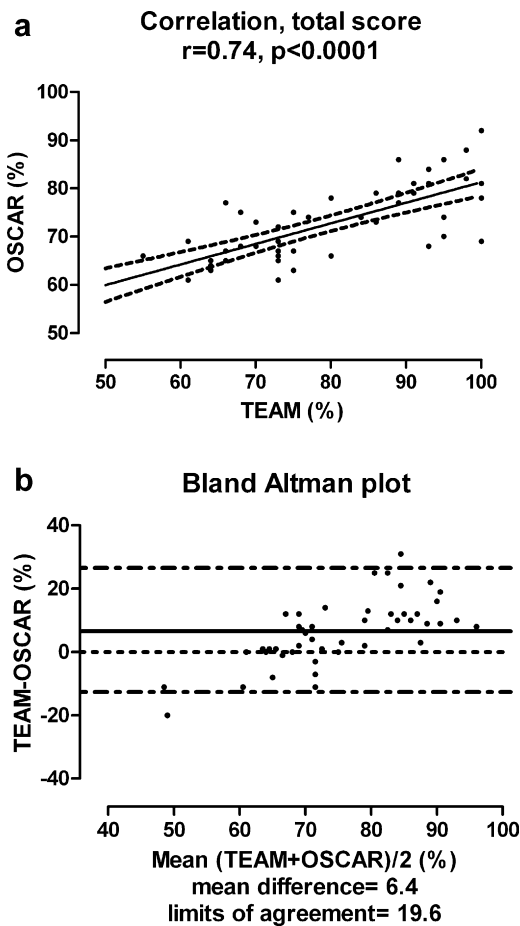 a
Correlation, total score
r=0.74, p<0.0001
OSCAR (%)
100
90
80
70
60
50
50 60 70 80 90 100
TEAM (%)
b
Bland Altman plot
TEAM-OSCAR (%)
40
20
0
-20
-40
40 50 60 70 80 90 100
Mean (TEAM+OSCAR)/2 (%)
mean difference= 6.4
limits of agreement= 19.6